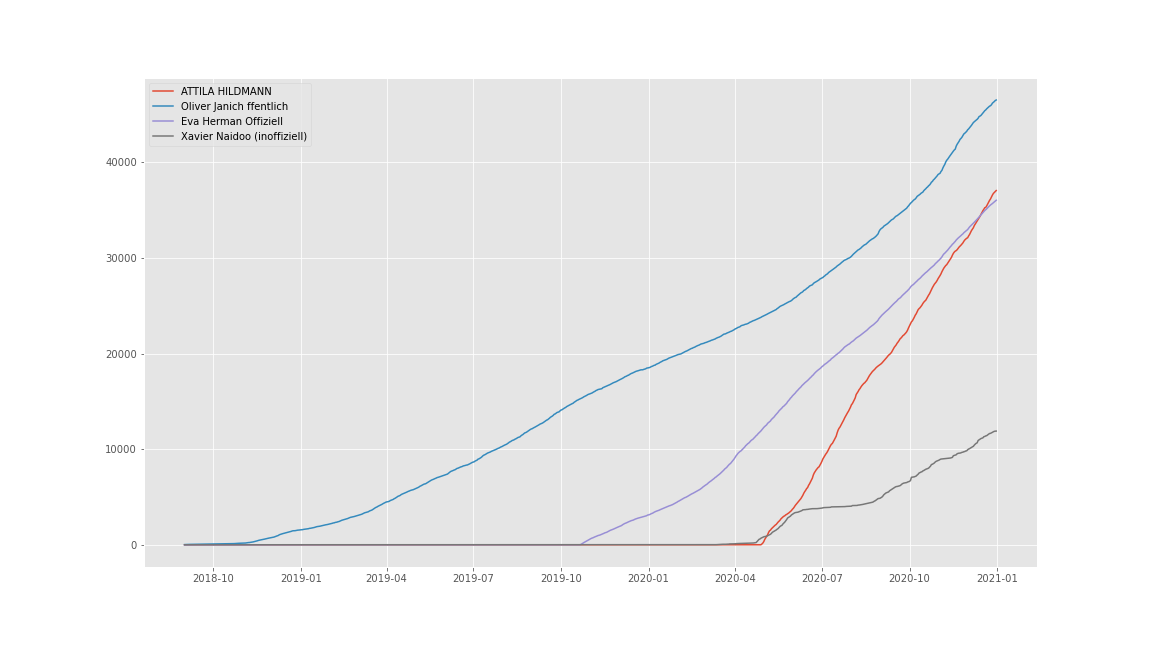 ATTILA HILDMANN
Oliver Janich ffentlich
Eva Herman Offiziell
Xavier Naidoo (inoffiziell)
40000
30000
20000
10000
0
2018-10 2019-01 2019-04 2019-07 2019-10 2020-01 2020-04 2020-07 2020-10 2021-01